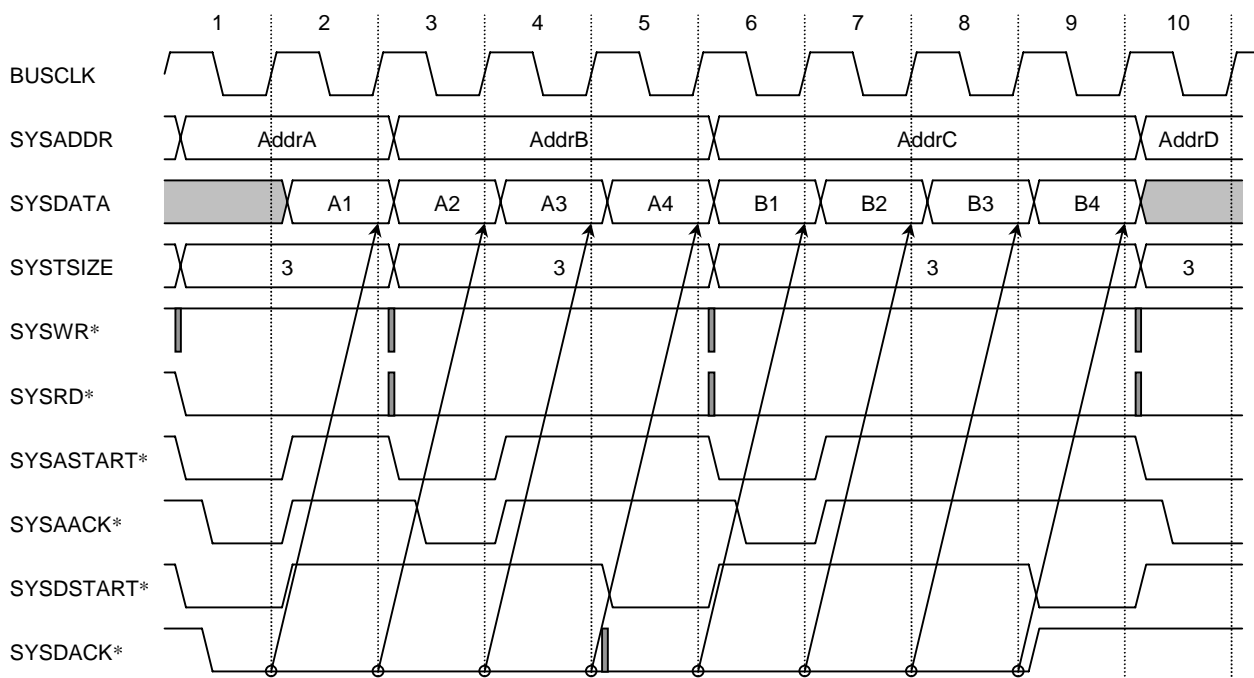 1 2 3 4 5 6 7 8 9 10
BUSCLK
SYSADDR AddrA AddrB AddrC AddrD
SYSDATA A1 A2 A3 A4 B1 B2 B3 B4
SYSTSIZE 3 3 3 3
SYSWR*
SYSRD*
SYSASTART*
SYSAACK*
SYSDSTART*
SYSDACK*